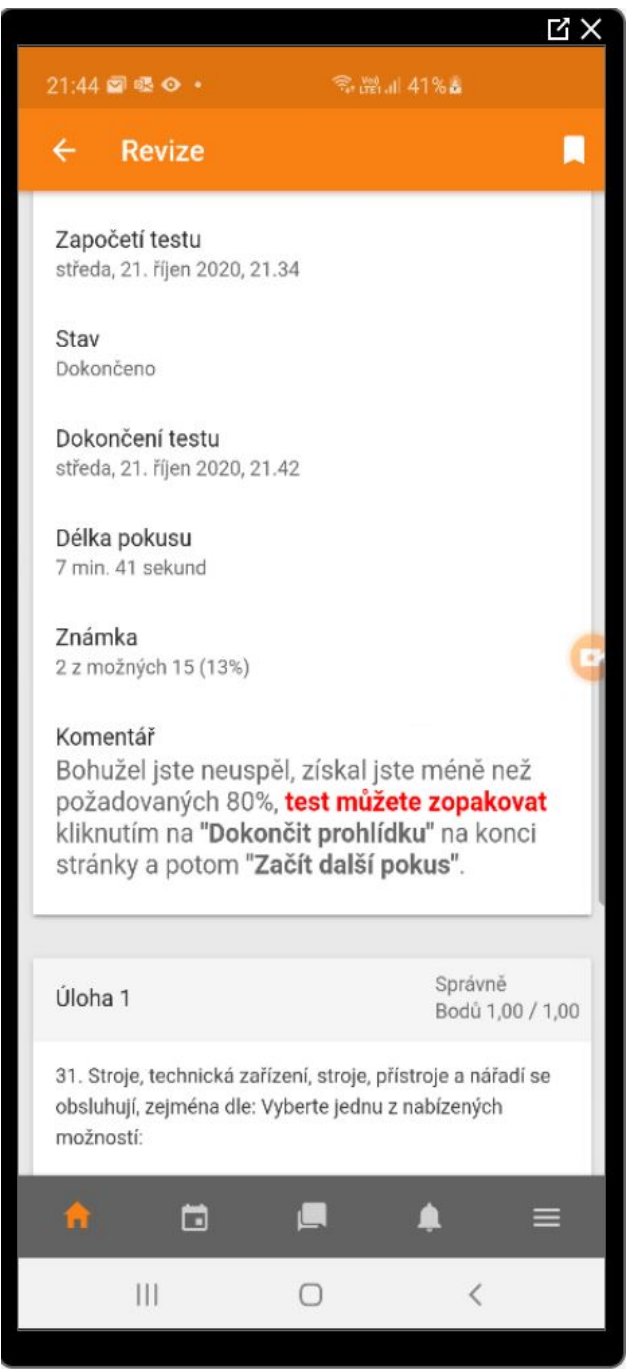 21:44
Vo)) LTE1 41%
Revize
Započetí testu
středa, 21. říjen 2020, 21.34
Stav
Dokončeno
Dokončení testu
středa, 21. říjen 2020, 21.42
Délka pokusu
7 min. 41 sekund
Známka
2 z možných 15 (13%)
Komentář
Bohužel jste neuspěl, získal jste méně než
požadovaných 80%, test můžete zopakovat
kliknutím na "Dokončit prohlídku" na konci
stránky a potom "Začít další pokus".
Úloha 1
Správně
Bodů 1,00 / 1,00
31. Stroje, technická zařízení, stroje, přístroje a nářadí se
obsluhují, zejména dle: Vyberte jednu z nabízených
možností: